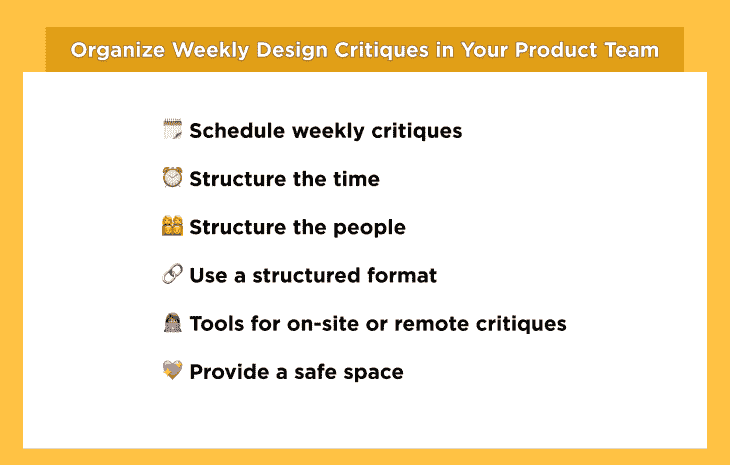 Organize Weekly Design Critiques in Your Product Team
Schedule weekly critiques
Structure the time
Structure the people
Use a structured format
Tools for on-site or remote critiques
Provide a safe space